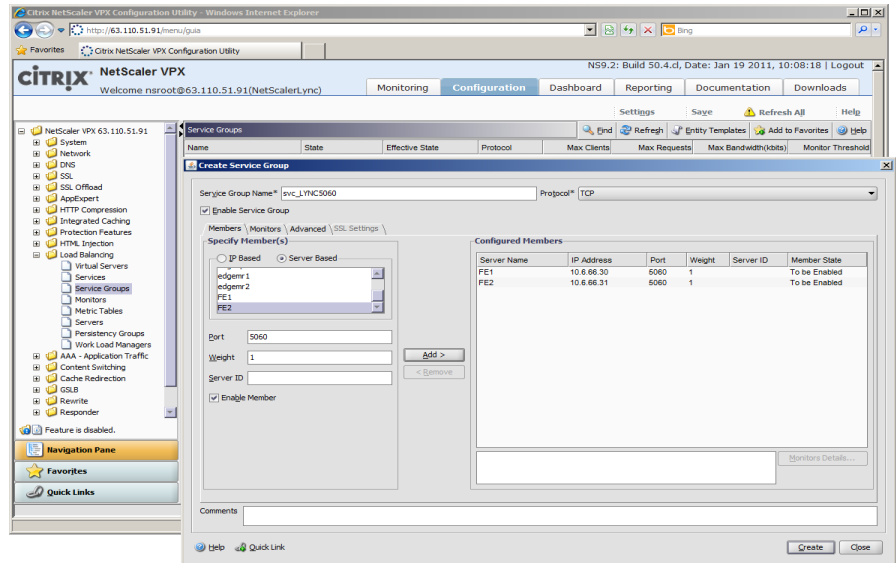 Citrix NetScaler VPX Configuration Utility - Windows Internet Explorer
http://63.110.51.91/menu/guia
Bing
Favorites
Citrix NetScaler VPX Configuration Utility
CİTRIX NetScaler VPX
NS9.2: Build 50.4.cl, Date: Jan 19 2011, 10:08:18 | Logout
Welcome nsroot@63.110.51.91(NetScalerLync)
Monitoring Configuration Dashboard Reporting Documentation Downloads
Settings Save Refresh All Help
NetScaler VPX 63.110.51.91
System
Network
DNS
SSL
SSL Offload
AppExpert
HTTP Compression
Integrated Caching
Protection Features
HTML Injection
Load Balancing
Virtual Servers
Services
Service Groups
Monitors
Metric Tables
Servers
Persistency Groups
Work Load Managers
AAA - Application Traffic
Content Switching
Cache Redirection
GSLB
Rewrite
Responder
Feature is disabled.
Navigation Pane
Favorites
Quick Links
Service Groups
Find Refresh Entity Templates Add to Favorites Help
Name State Effective State Protocol Max Clients Max Requests Max Bandwidth(kbits) Monitor Threshold
Create Service Group
Service Group Name* svc_LYNC5060 Protocol* TCP
Enable Service Group
Members Monitors Advanced SSL Settings
Specify Member(s)
IP Based Server Based
edgemr1
edgemr2
FE1
FE2
Port 5060
Weight 1
Server ID
Enable Member
Add >
< Remove
Configured Members
Server Name IP Address Port Weight Server ID Member State
FE1 10.6.66.30 5060 1 To be Enabled
FE2 10.6.66.31 5060 1 To be Enabled
Monitors Details...
Comments
Help Quick Link
Create Close